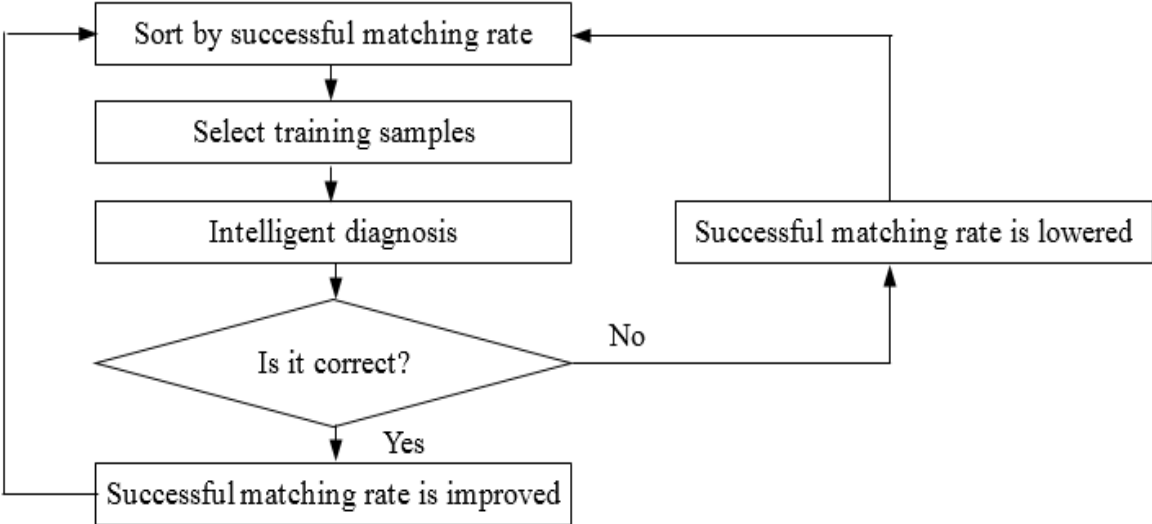 Sort by successful matching rate
Select training samples
Intelligent diagnosis
Successful matching rate is lowered
No
Is it correct?
Yes
Successful matching rate is improved